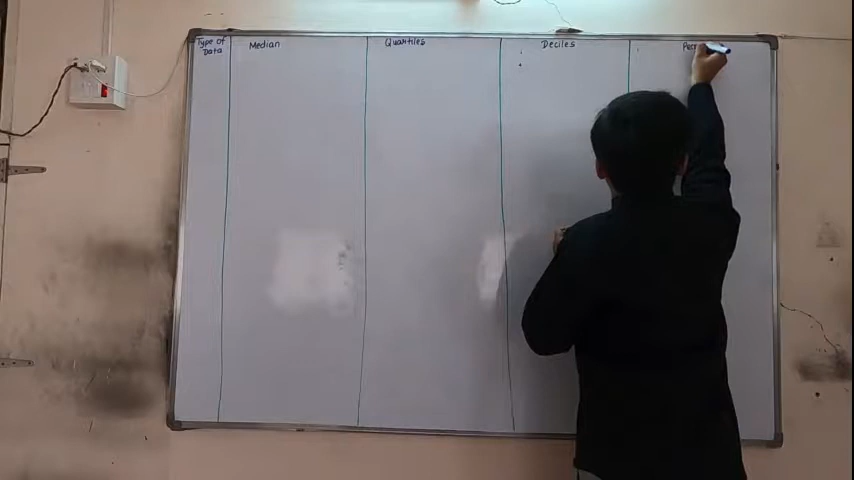 Type of
Data
Median
Quartiles
Deciles